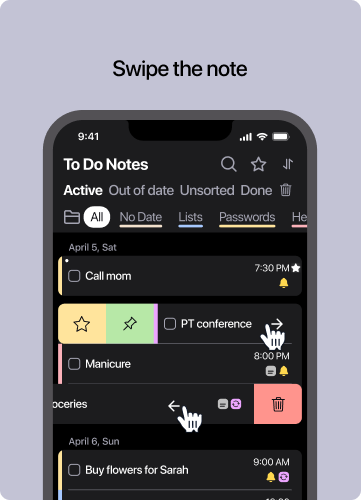 Swipe the note
9:41
To Do Notes
Active Out of date Unsorted Done
All No Date Lists Passwords He
April 5, Sat
7:30 PM
Call mom
PT conference
8:00 PM
Manicure
oceries
April 6, Sun
9:00 AM
Buy flowers for Sarah